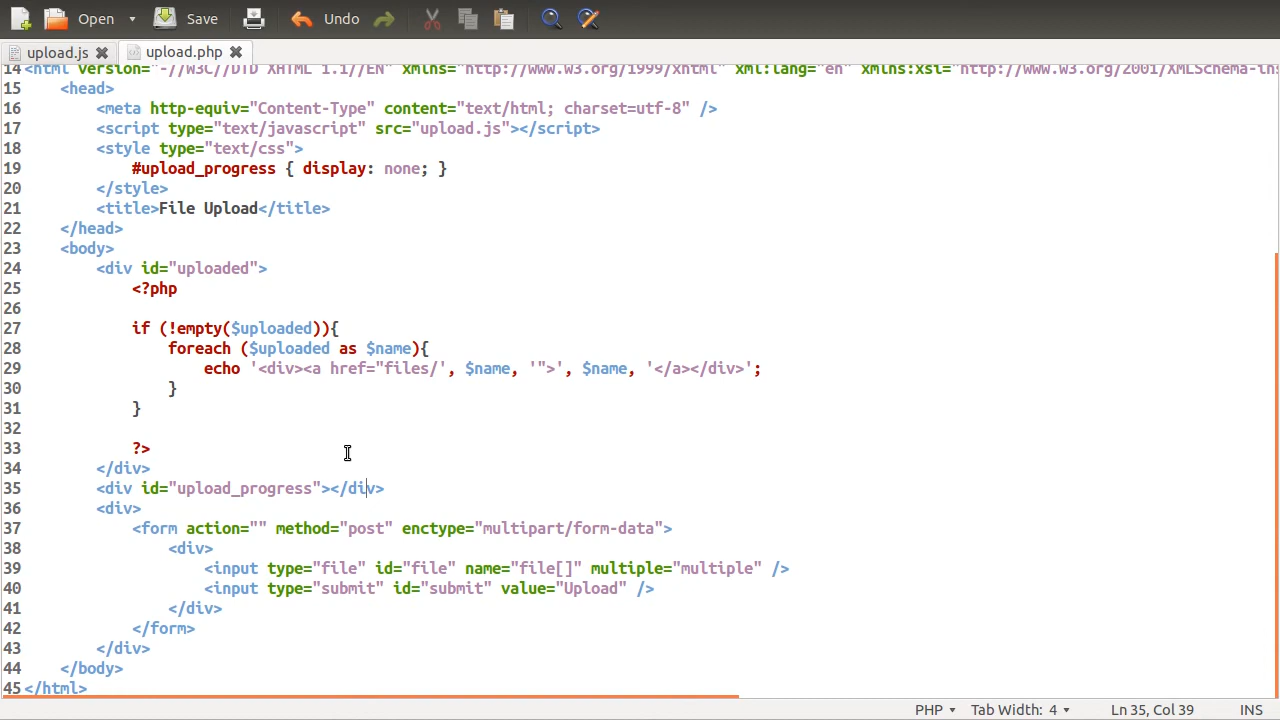 Open Save Undo
upload.js upload.php
14 <html version="-//W3C//DTD XHTML 1.1//EN" xmlns="http://www.w3.org/1999/xhtml" xml:lang="en" xmlns:xsi="http://www.w3.org/2001/XMLSchema-ins
15 <head>
16 <meta http-equiv="Content-Type" content="text/html; charset=utf-8" />
17 <script type="text/javascript" src="upload.js"></script>
18 <style type="text/css">
19 #upload_progress { display: none; }
20 </style>
21 <title>File Upload</title>
22 </head>
23 <body>
24 <div id="uploaded">
25 <?php
26
27 if (!empty($uploaded)){
28 foreach ($uploaded as $name){
29 echo '<div><a href="files/', $name, '">', $name, '</a></div>';
30 }
31 }
32
33 ?>
34 </div>
35 <div id="upload_progress"></div>
36 <div>
37 <form action="" method="post" enctype="multipart/form-data">
38 <div>
39 <input type="file" id="file" name="file[]" multiple="multiple" />
40 <input type="submit" id="submit" value="Upload" />
41 </div>
42 </form>
43 </div>
44 </body>
45 </html>
PHP Tab Width: 4 Ln 35, Col 39 INS